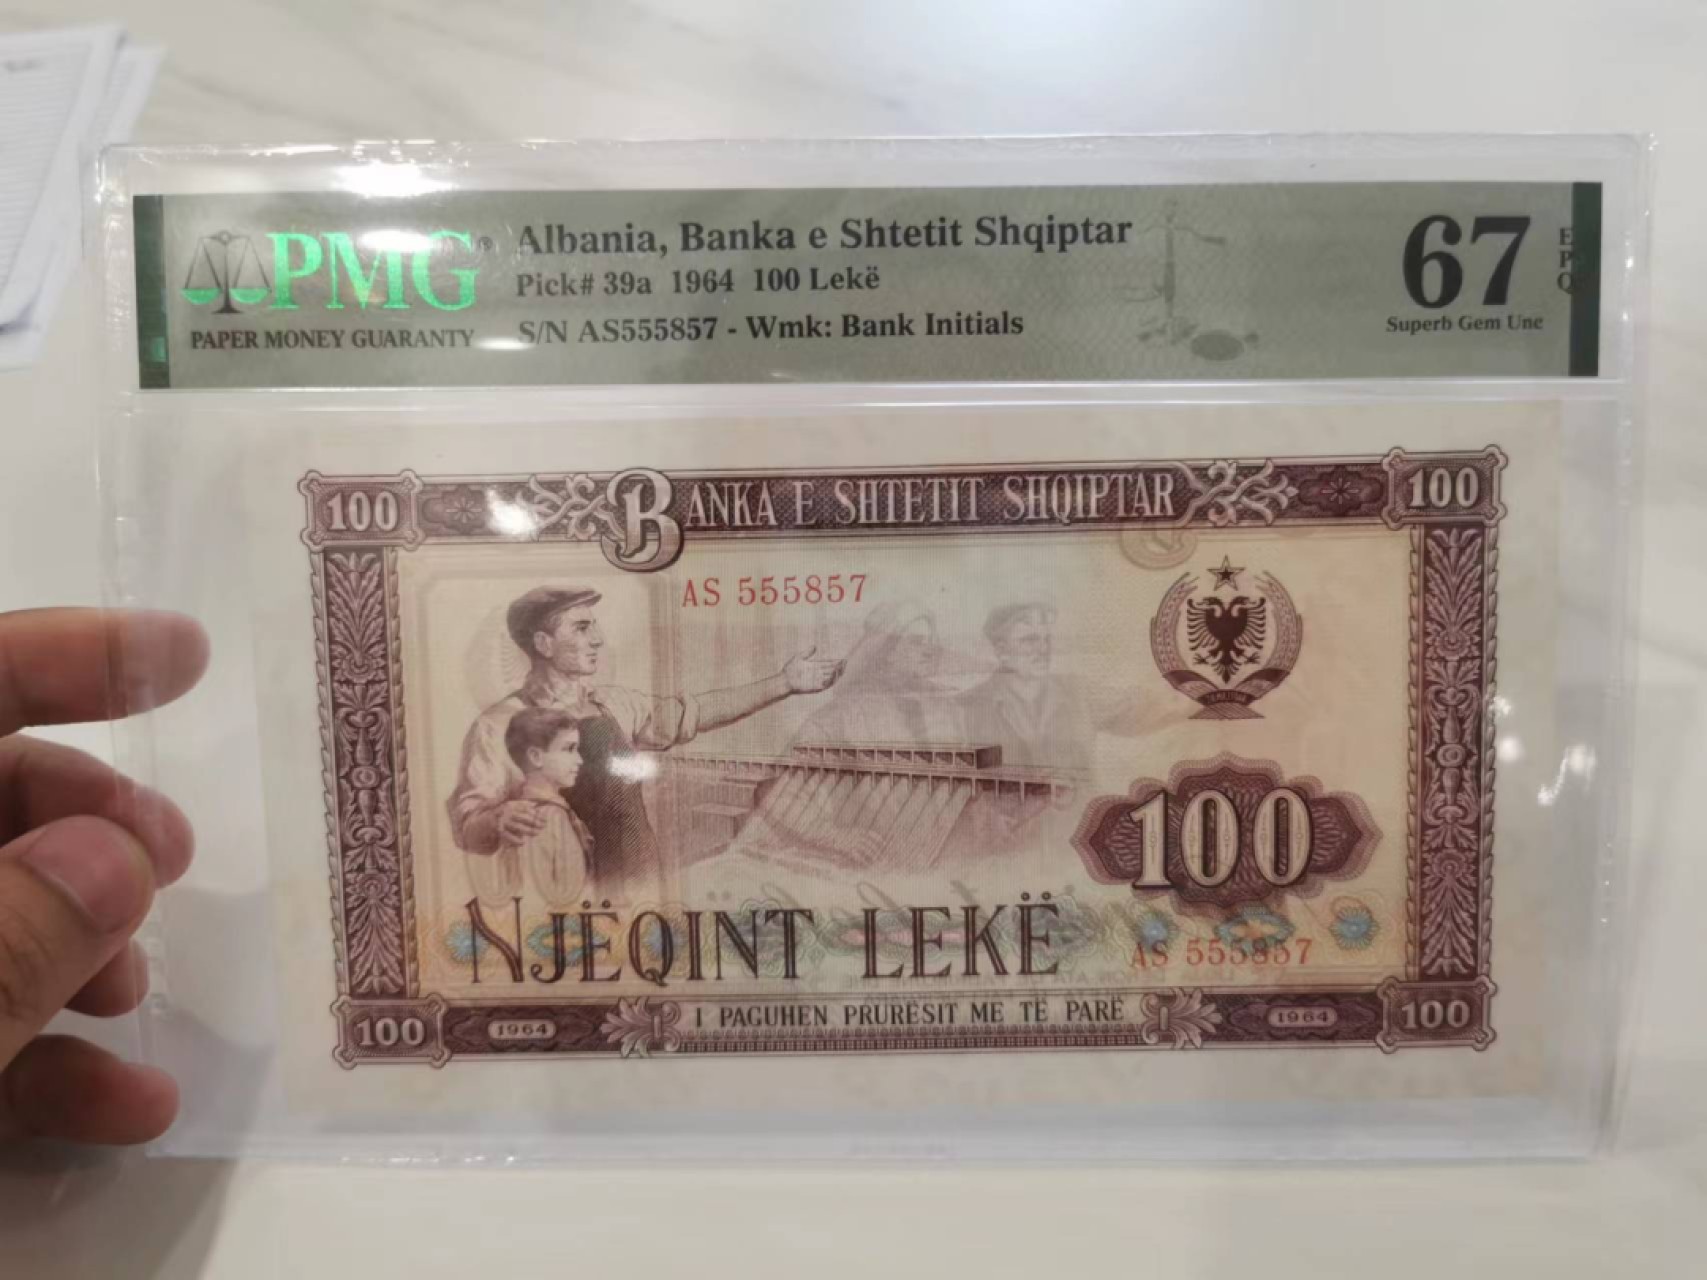 PMG®
PAPER MONEY GUARANTY
Albania, Banka e Shtetit Shqiptar
Pick# 39a 1964 100 Lekë
S/N AS555857 - Wmk: Bank Initials
67
EPQ
Superb Gem Unc
100
BANKA E SHTETIT SHQIPTAR
100
AS 555857
100
NJËQINT LEKË
AS 555857
100
1964
I PAGUHEN PRURËSIT ME TË PARË
1964
100